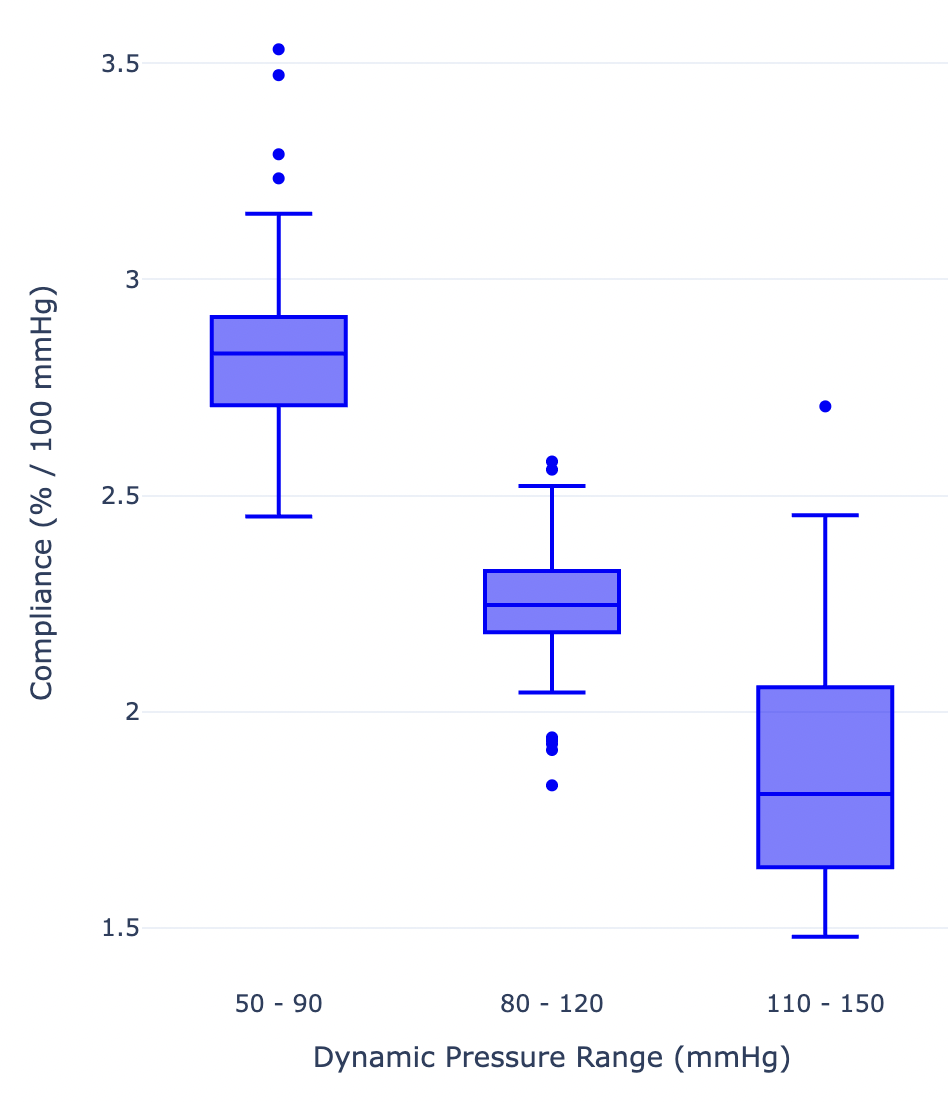 3.5
3
2.5
2
1.5
Compliance (% / 100 mmHg)
50 - 90
80 - 120
110 - 150
Dynamic Pressure Range (mmHg)